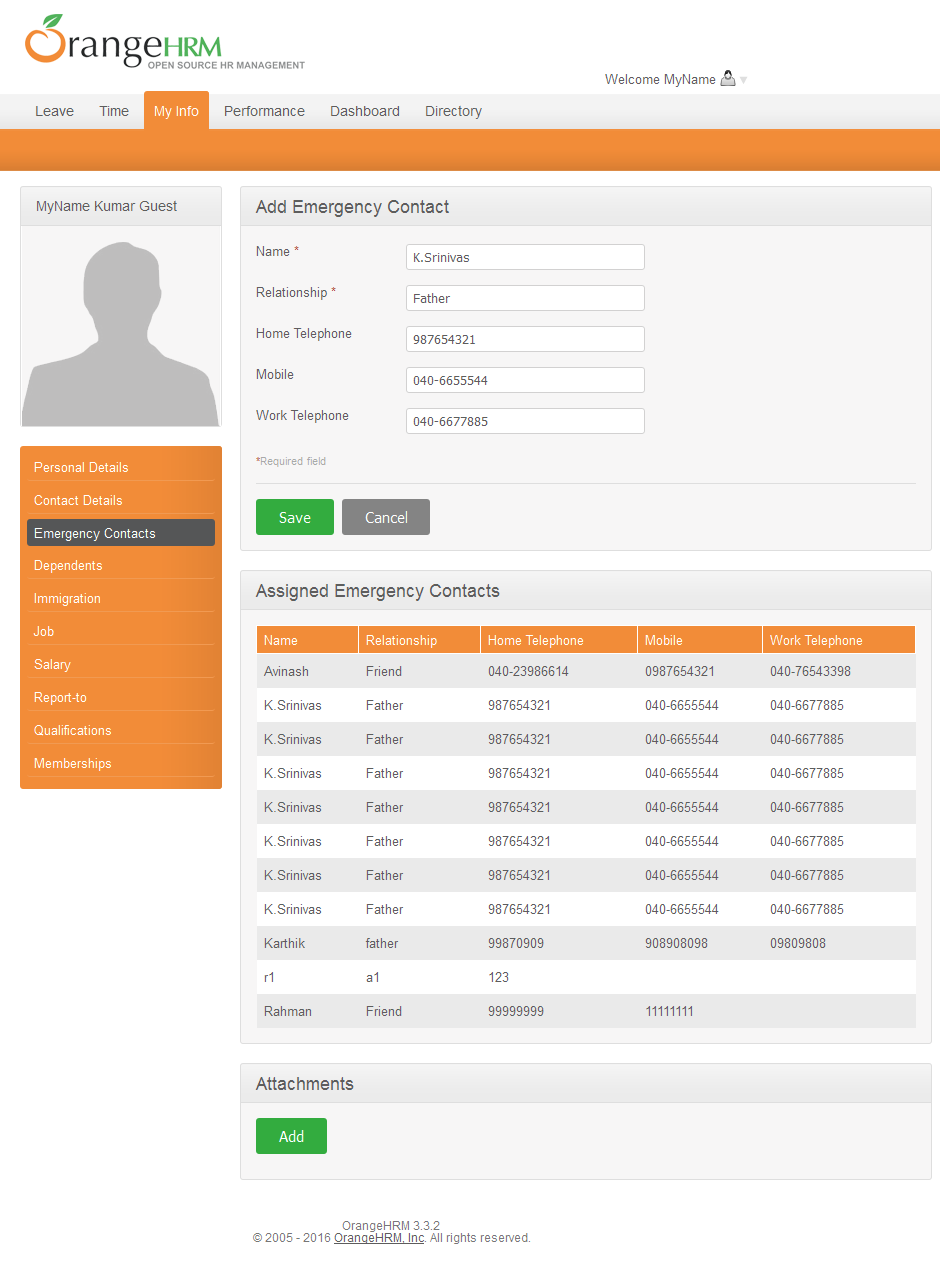 OrangeHRM
OPEN SOURCE HR MANAGEMENT
Welcome MyName
Leave Time My Info Performance Dashboard Directory
MyName Kumar Guest
Personal Details
Contact Details
Emergency Contacts
Dependents
Immigration
Job
Salary
Report-to
Qualifications
Memberships
Add Emergency Contact
Name * K.Srinivas
Relationship * Father
Home Telephone 987654321
Mobile 040-6655544
Work Telephone 040-6677885
*Required field
Save Cancel
Assigned Emergency Contacts
Name Relationship Home Telephone Mobile Work Telephone
Avinash Friend 040-23986614 0987654321 040-76543398
K.Srinivas Father 987654321 040-6655544 040-6677885
K.Srinivas Father 987654321 040-6655544 040-6677885
K.Srinivas Father 987654321 040-6655544 040-6677885
K.Srinivas Father 987654321 040-6655544 040-6677885
K.Srinivas Father 987654321 040-6655544 040-6677885
K.Srinivas Father 987654321 040-6655544 040-6677885
K.Srinivas Father 987654321 040-6655544 040-6677885
Karthik father 99870909 908908098 09809808
r1 a1 123
Rahman Friend 99999999 11111111
Attachments
Add
OrangeHRM 3.3.2
© 2005 - 2016 OrangeHRM, Inc. All rights reserved.